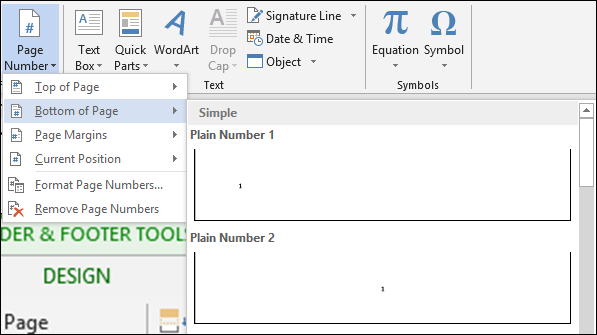 Page
Number
Text
Box
Quick
Parts
WordArt
Drop
Cap
Signature Line
Date & Time
Object
Text
Equation
Symbol
Symbols
Top of Page
Bottom of Page
Page Margins
Current Position
Format Page Numbers...
Remove Page Numbers
Simple
Plain Number 1
1
Plain Number 2
1
DER & FOOTER TOOLS
DESIGN
Page